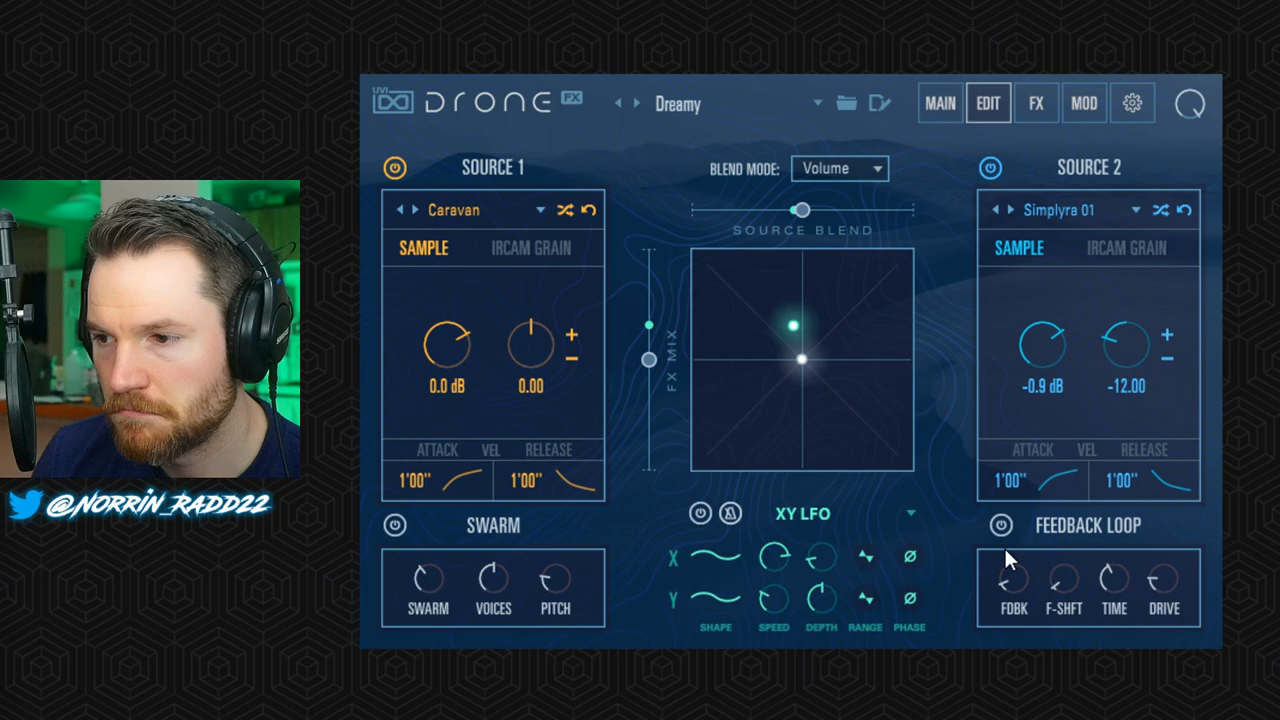 UVI
DRONE FX
Dreamy
MAIN
EDIT
FX
MOD
SOURCE 1
BLEND MODE:
Volume
SOURCE 2
Caravan
SOURCE BLEND
Simplyra 01
SAMPLE
IRCAM GRAIN
SAMPLE
IRCAM GRAIN
FX MIX
+
−
+
−
0.0 dB
0.00
-0.9 dB
-12.00
ATTACK
VEL
RELEASE
ATTACK
VEL
RELEASE
1'00"
1'00"
1'00"
1'00"
@NORRIN_RADD22
SWARM
XY LFO
FEEDBACK LOOP
X
Y
SWARM
VOICES
PITCH
SHAPE
SPEED
DEPTH
RANGE
PHASE
FDBK
F-SHFT
TIME
DRIVE